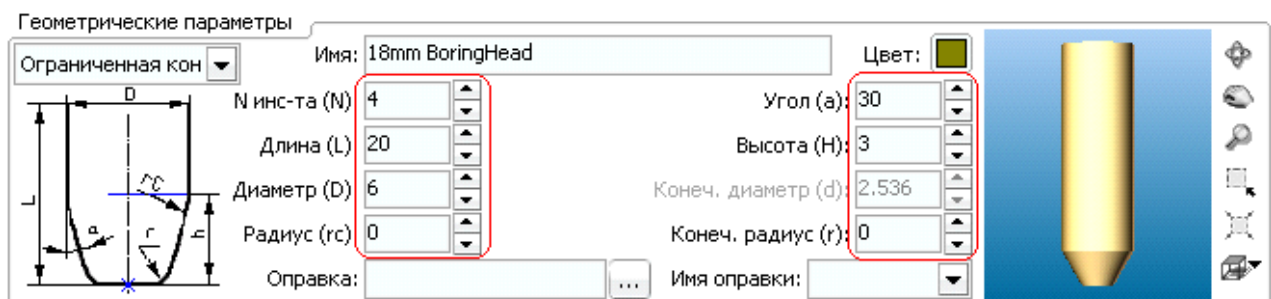 Геометрические параметры
Ограниченная кон Имя: 18mm BoringHead Цвет:
N инс-та (N) 4 Угол (a): 30
Длина (L) 20 Высота (H): 3
Диаметр (D) 6 Конеч. диаметр (d): 2.536
Радиус (rc) 0 Конеч. радиус (r): 0
Оправка: ... Имя оправки:
D
rc
L
a
r
h